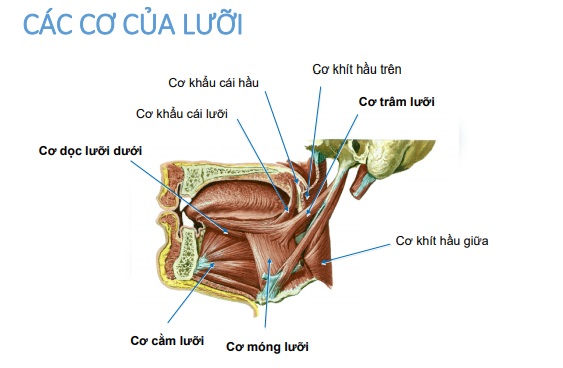 CÁC CƠ CỦA LƯỠI
Cơ khít hầu trên
Cơ khẩu cái hầu
Cơ trâm lưỡi
Cơ khẩu cái lưỡi
Cơ dọc lưỡi dưới
Cơ khít hầu giữa
Cơ cằm lưỡi
Cơ móng lưỡi